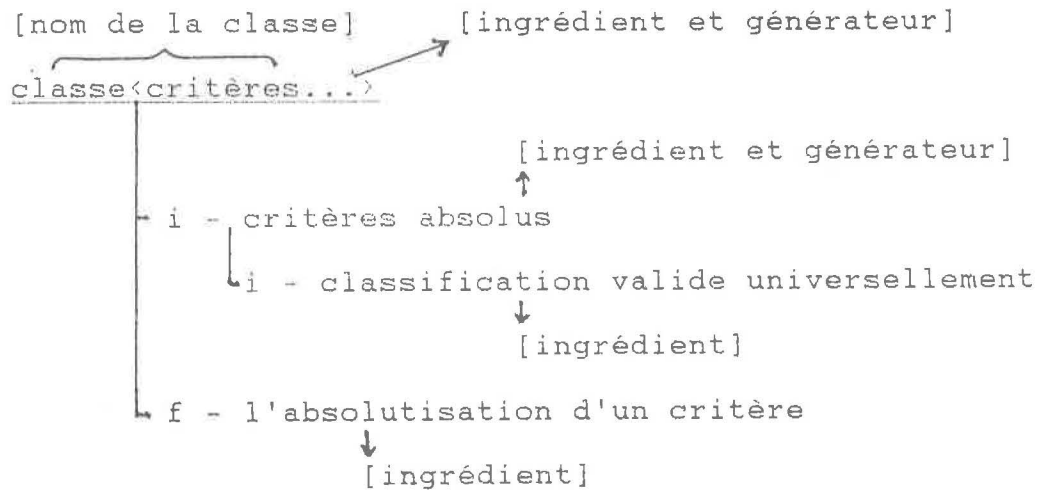 [nom de la classe] [ingrédient et générateur]
classe<critères...>
[ingrédient et générateur]
i - critères absolus
i - classification valide universellement
[ingrédient]
f - l'absolutisation d'un critère
[ingrédient]